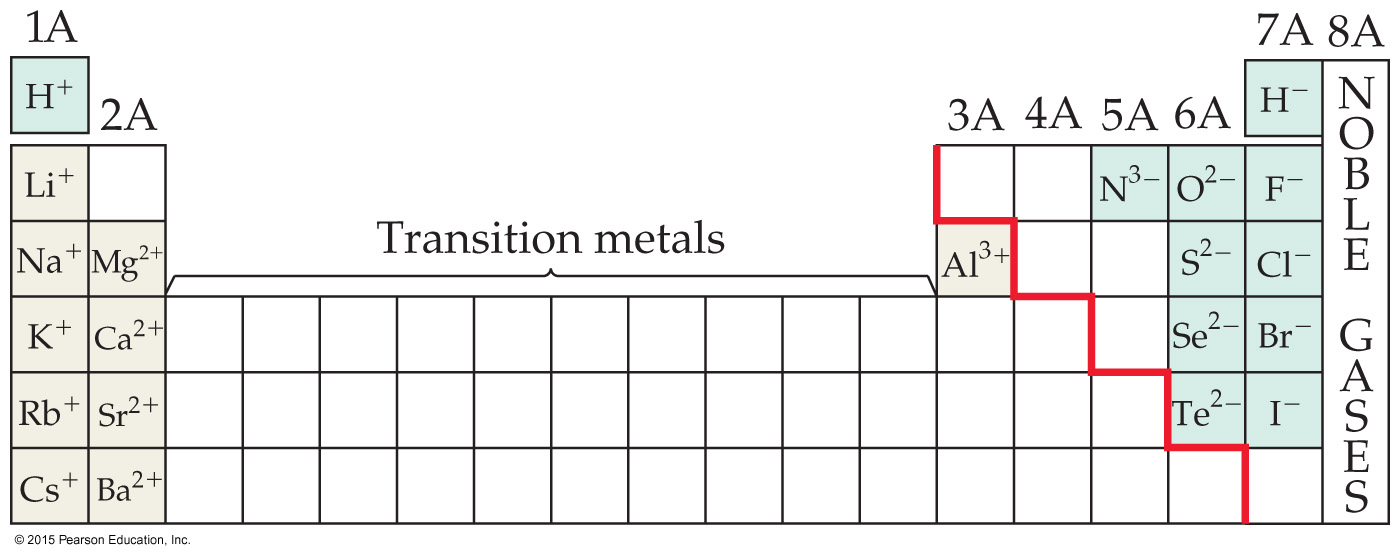 1A 7A 8A
H⁺ 2A 3A 4A 5A 6A H⁻
Li⁺ N³⁻ O²⁻ F⁻
Transition metals
Na⁺ Mg²⁺ Al³⁺ S²⁻ Cl⁻
K⁺ Ca²⁺ Se²⁻ Br⁻
Rb⁺ Sr²⁺ Te²⁻ I⁻
Cs⁺ Ba²⁺
NOBLE GASES
© 2015 Pearson Education, Inc.